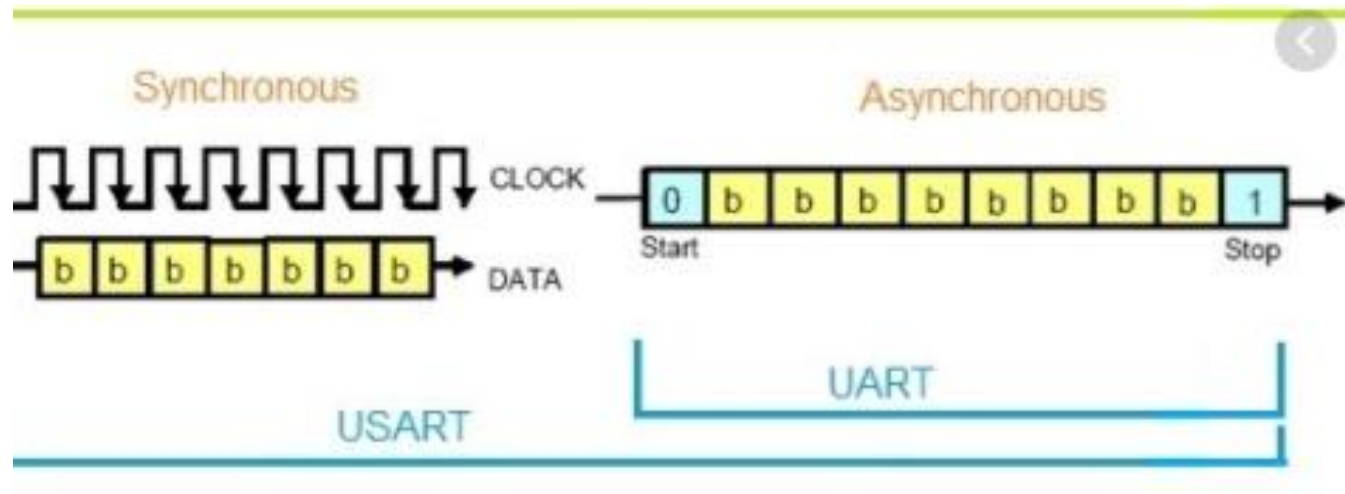 Synchronous
CLOCK
b b b b b b b
DATA
Asynchronous
0 b b b b b b b b 1
Start Stop
UART
USART